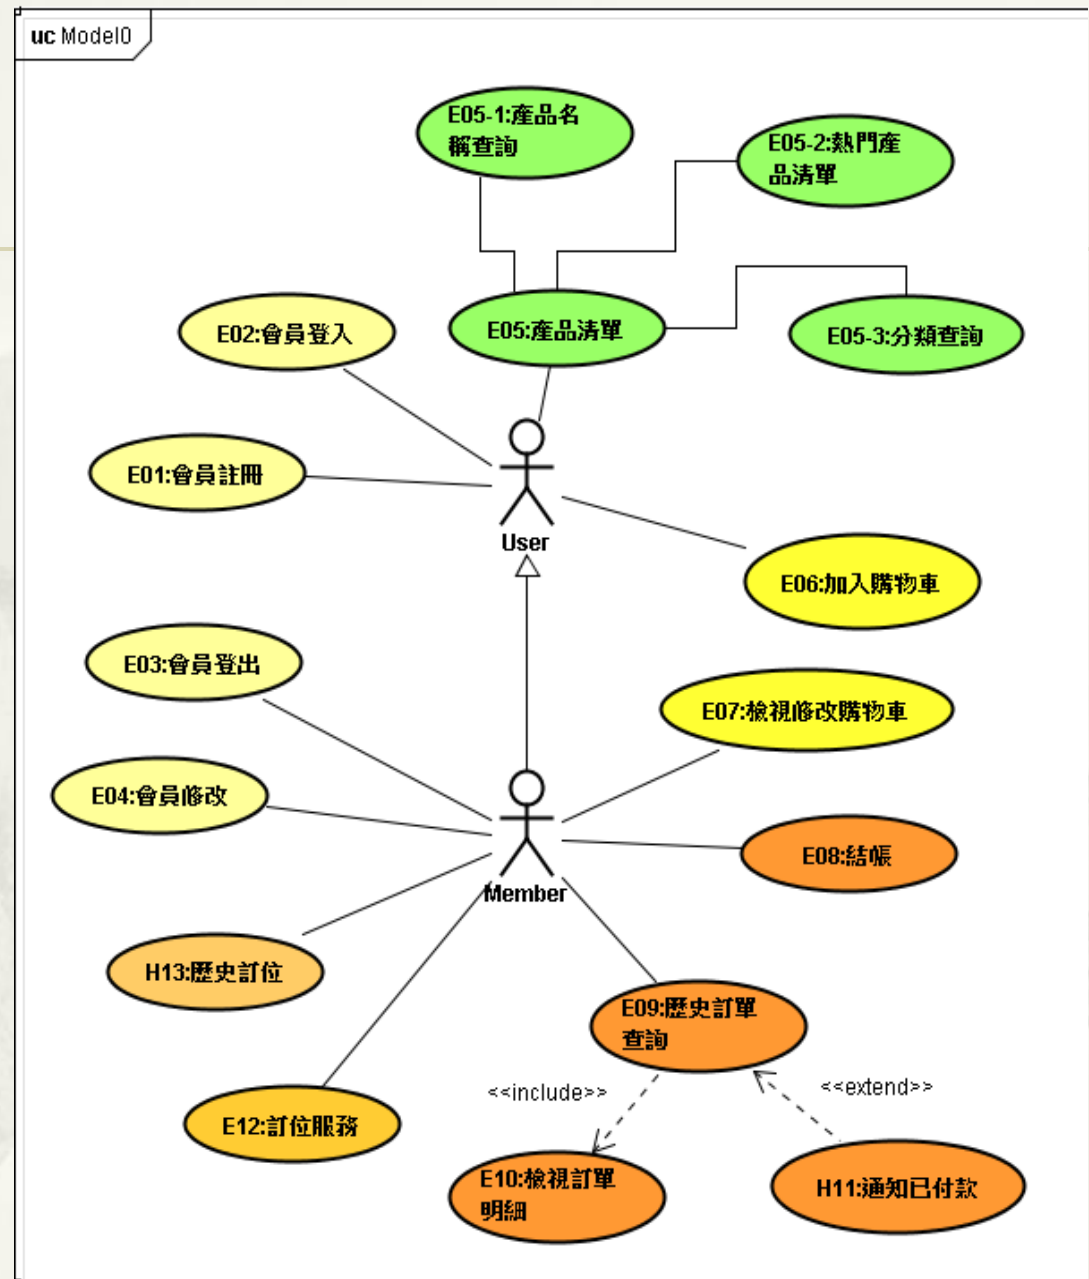 uc Model0
E05-1:產品名
稱查詢
E05-2:熱門產
品清單
E02:會員登入
E05:產品清單
E05-3:分類查詢
E01:會員註冊
User
E06:加入購物車
E03:會員登出
E07:檢視修改購物車
E04:會員修改
E08:結帳
Member
H13:歷史訂位
E09:歷史訂單
查詢
<<include>>
<<extend>>
E12:訂位服務
E10:檢視訂單
明細
H11:通知已付款